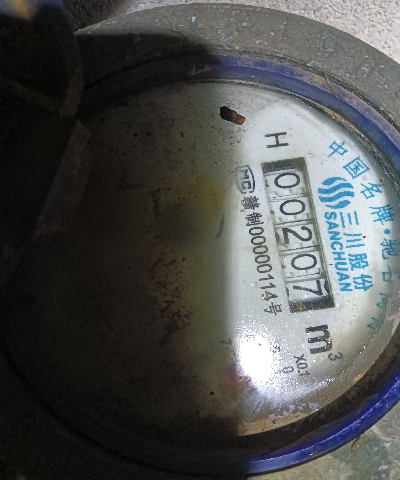 中国名牌·驰名商标
三川股份
SANCHUAN
H
00207
m³
MC
赣制00000114号
X0.1